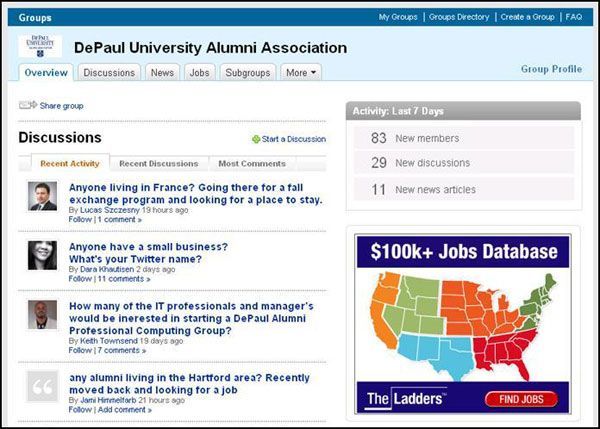 Groups
My Groups | Groups Directory | Create a Group | FAQ
DEPAUL
UNIVERSITY
DePaul University Alumni Association
Overview Discussions News Jobs Subgroups More
Group Profile
Share group
Discussions
Start a Discussion
Recent Activity Recent Discussions Most Comments
Anyone living in France? Going there for a fall
exchange program and looking for a place to stay.
By Lucas Szczesny 19 hours ago
Follow | 1 comment »
Anyone have a small business?
What's your Twitter name?
By Dara Khautisen 2 days ago
Follow | 11 comments »
How many of the IT professionals and manager's
would be inerested in starting a DePaul Alumni
Professional Computing Group?
By Keith Townsend 19 days ago
Follow | 7 comments »
any alumni living in the Hartford area? Recently
moved back and looking for a job
By Jami Himmelfarb 21 hours ago
Follow | Add comment »
Activity: Last 7 Days
83 New members
29 New discussions
11 New news articles
$100k+ Jobs Database
The Ladders™
FIND JOBS